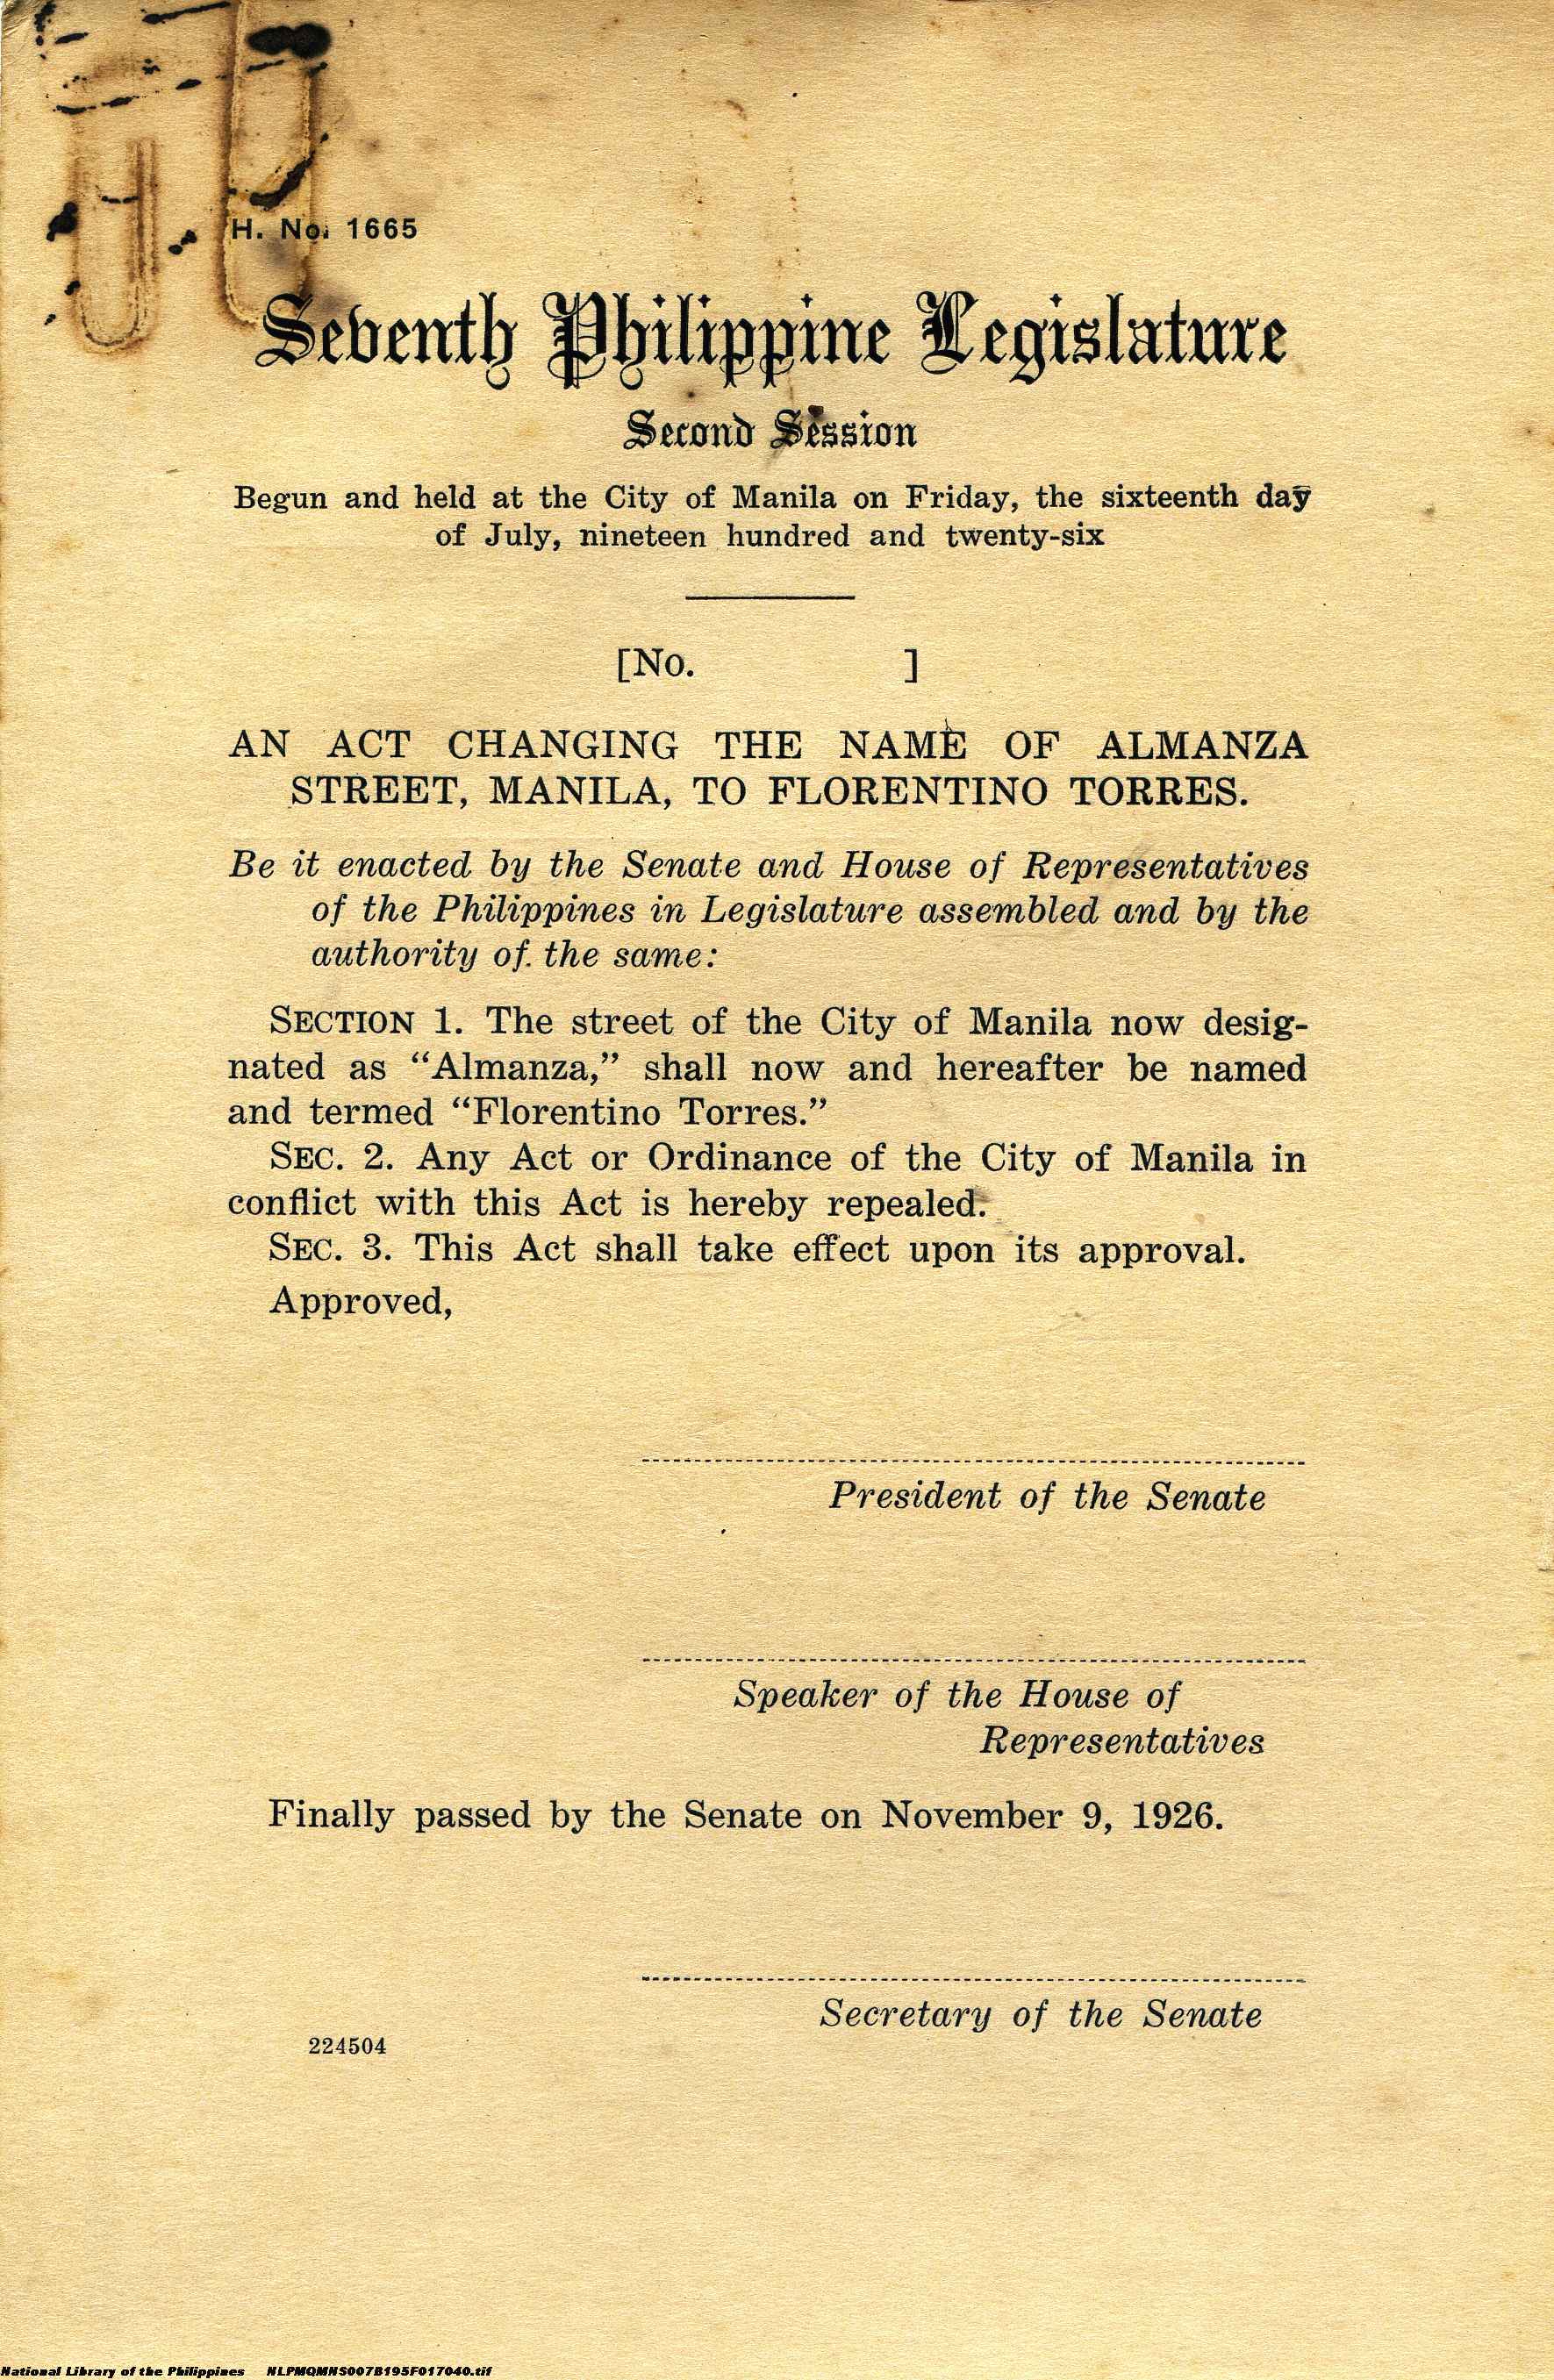 H. No. 1665
Seventh Philippine Legislature
Second Session
Begun and held at the City of Manila on Friday, the sixteenth day
of July, nineteen hundred and twenty-six
[No. ]
AN ACT CHANGING THE NAME OF ALMANZA
STREET, MANILA, TO FLORENTINO TORRES.
Be it enacted by the Senate and House of Representatives
of the Philippines in Legislature assembled and by the
authority of the same:
SECTION 1. The street of the City of Manila now desig-
nated as “Almanza,” shall now and hereafter be named
and termed “Florentino Torres.”
SEC. 2. Any Act or Ordinance of the City of Manila in
conflict with this Act is hereby repealed.
SEC. 3. This Act shall take effect upon its approval.
Approved,
President of the Senate
Speaker of the House of
Representatives
Finally passed by the Senate on November 9, 1926.
Secretary of the Senate
224504
National Library of the Philippines NLPMQMNS007B195F017040.tif